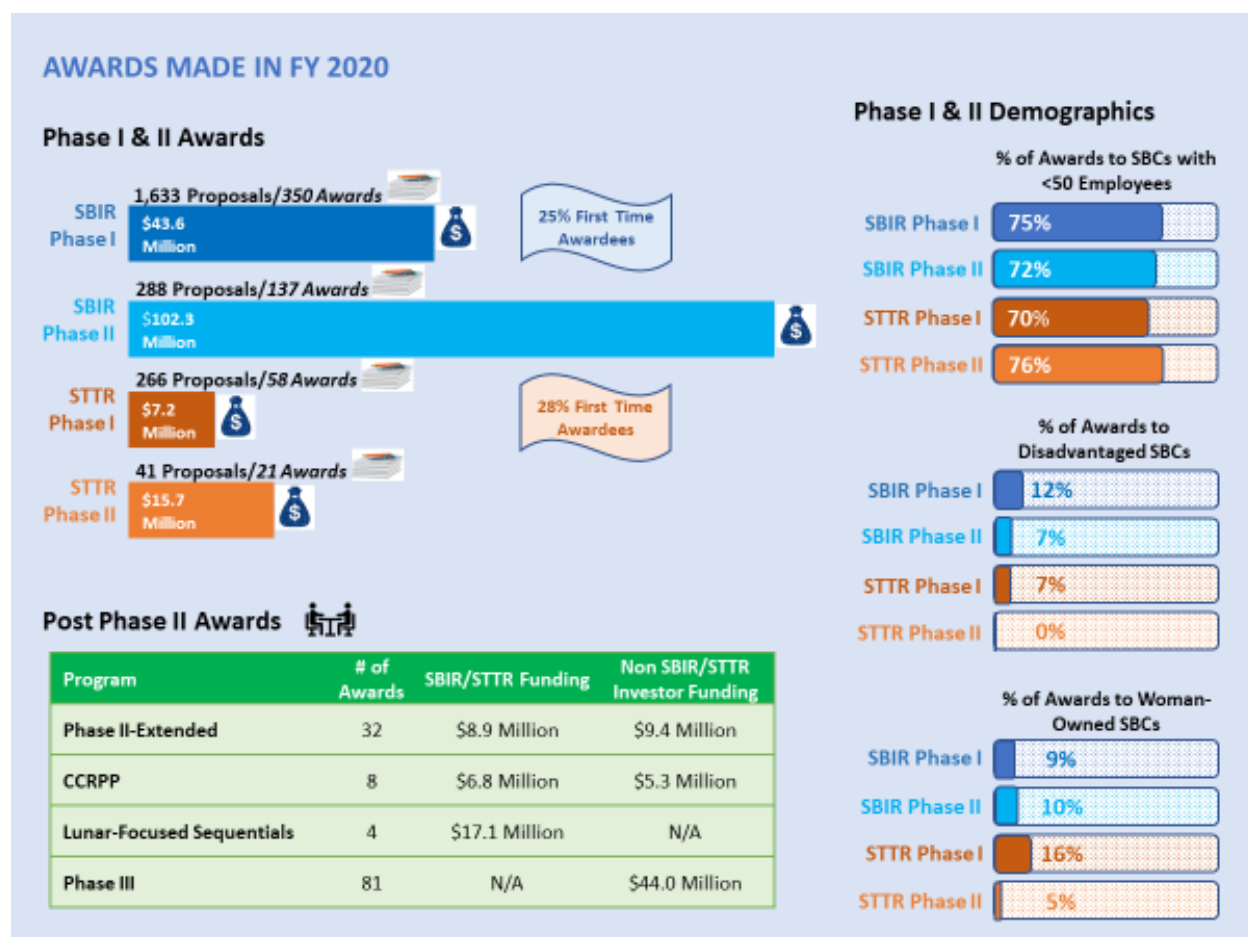 AWARDS MADE IN FY 2020
Phase I & II Awards
1,633 Proposals/350 Awards
SBIR
Phase I
$43.6
Million
25% First Time
Awardees
288 Proposals/137 Awards
SBIR
Phase II
$102.3
Million
266 Proposals/58 Awards
STTR
Phase I
$7.2
Million
28% First Time
Awardees
41 Proposals/21 Awards
STTR
Phase II
$15.7
Million
Post Phase II Awards
Program # of Awards SBIR/STTR Funding Non SBIR/STTR Investor Funding
Phase II-Extended 32 $8.9 Million $9.4 Million
CCRPP 8 $6.8 Million $5.3 Million
Lunar-Focused Sequentials 4 $17.1 Million N/A
Phase III 81 N/A $44.0 Million
Phase I & II Demographics
% of Awards to SBCs with
<50 Employees
SBIR Phase I 75%
SBIR Phase II 72%
STTR Phase I 70%
STTR Phase II 76%
% of Awards to
Disadvantaged SBCs
SBIR Phase I 12%
SBIR Phase II 7%
STTR Phase I 7%
STTR Phase II 0%
% of Awards to Woman-
Owned SBCs
SBIR Phase I 9%
SBIR Phase II 10%
STTR Phase I 16%
STTR Phase II 5%